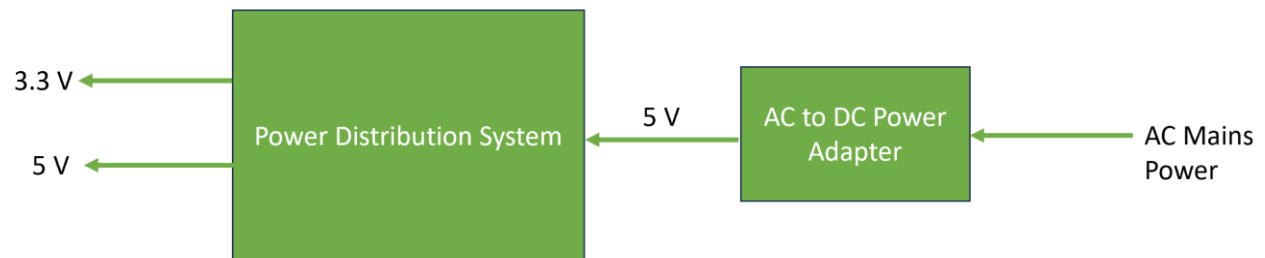 3.3 V
5 V
Power Distribution System
5 V
AC to DC Power
Adapter
AC Mains
Power